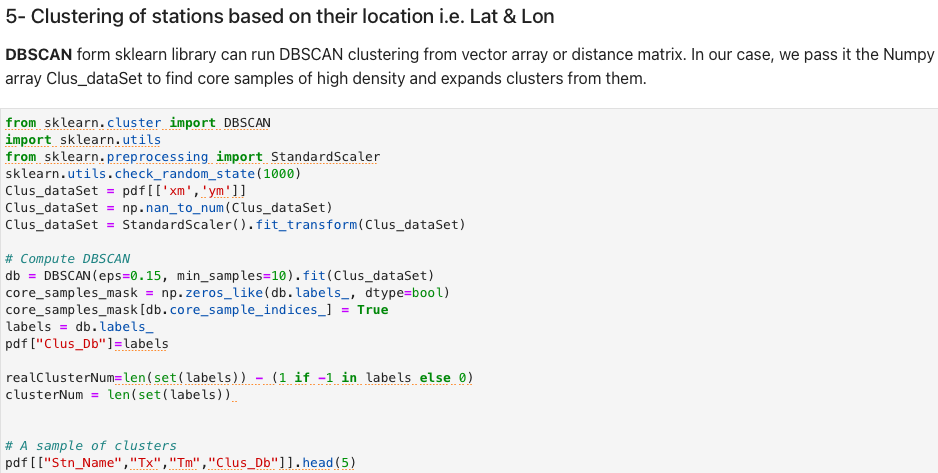 5- Clustering of stations based on their location i.e. Lat & Lon
DBSCAN form sklearn library can run DBSCAN clustering from vector array or distance matrix. In our case, we pass it the Numpy
array Clus_dataSet to find core samples of high density and expands clusters from them.
from sklearn.cluster import DBSCAN
import sklearn.utils
from sklearn.preprocessing import StandardScaler
sklearn.utils.check_random_state(1000)
Clus_dataSet = pdf[['xm','ym']]
Clus_dataSet = np.nan_to_num(Clus_dataSet)
Clus_dataSet = StandardScaler().fit_transform(Clus_dataSet)
# Compute DBSCAN
db = DBSCAN(eps=0.15, min_samples=10).fit(Clus_dataSet)
core_samples_mask = np.zeros_like(db.labels_, dtype=bool)
core_samples_mask[db.core_sample_indices_] = True
labels = db.labels_
pdf["Clus_Db"]=labels
realClusterNum=len(set(labels)) - (1 if -1 in labels else 0)
clusterNum = len(set(labels))
# A sample of clusters
pdf[["Stn_Name","Tx","Tm","Clus_Db"]].head(5)